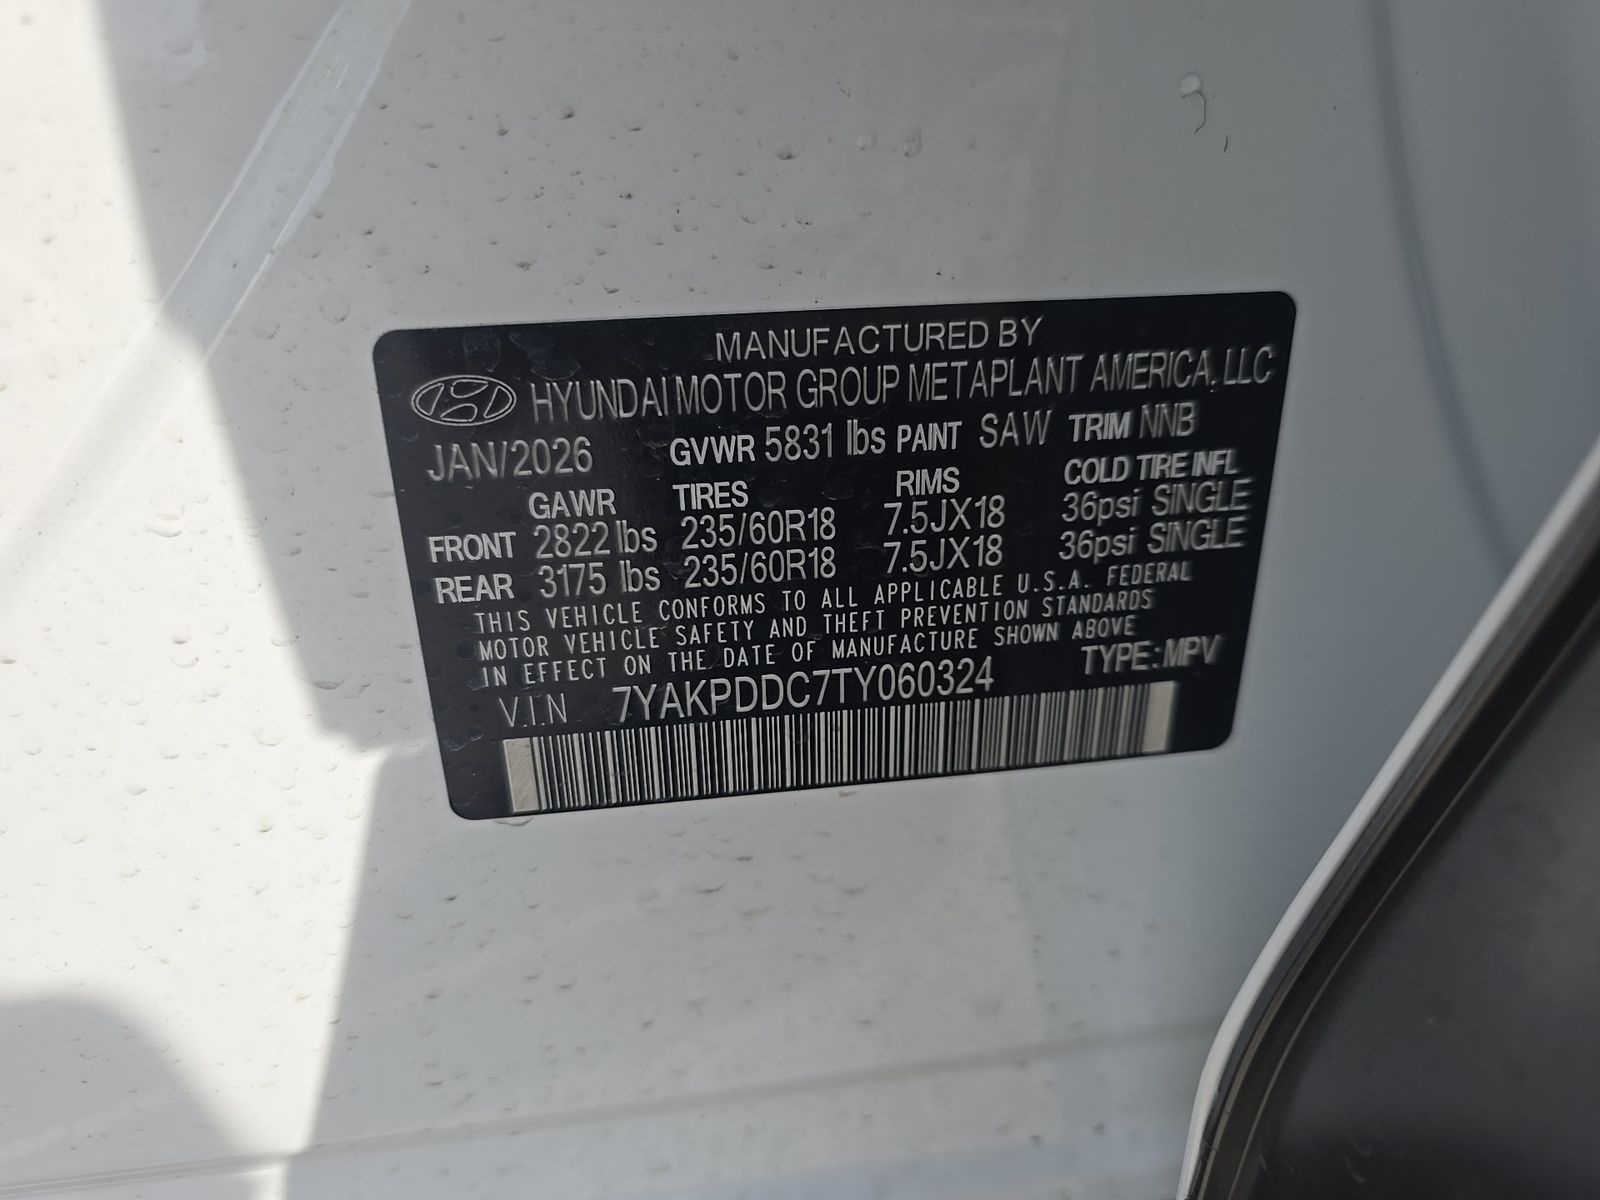 MANUFACTURED BY
HYUNDAI MOTOR GROUP METAPLANT AMERICA, LLC
JAN/2026 GVWR 5831 lbs PAINT SAW TRIM NNB
GAWR TIRES RIMS COLD TIRE INFL
FRONT 2822 lbs 235/60R18 7.5JX18 36psi SINGLE
REAR 3175 lbs 235/60R18 7.5JX18 36psi SINGLE
THIS VEHICLE CONFORMS TO ALL APPLICABLE U.S.A. FEDERAL
MOTOR VEHICLE SAFETY AND THEFT PREVENTION STANDARDS
IN EFFECT ON THE DATE OF MANUFACTURE SHOWN ABOVE
V.I.N 7YAKPDDC7TY060324 TYPE:MPV